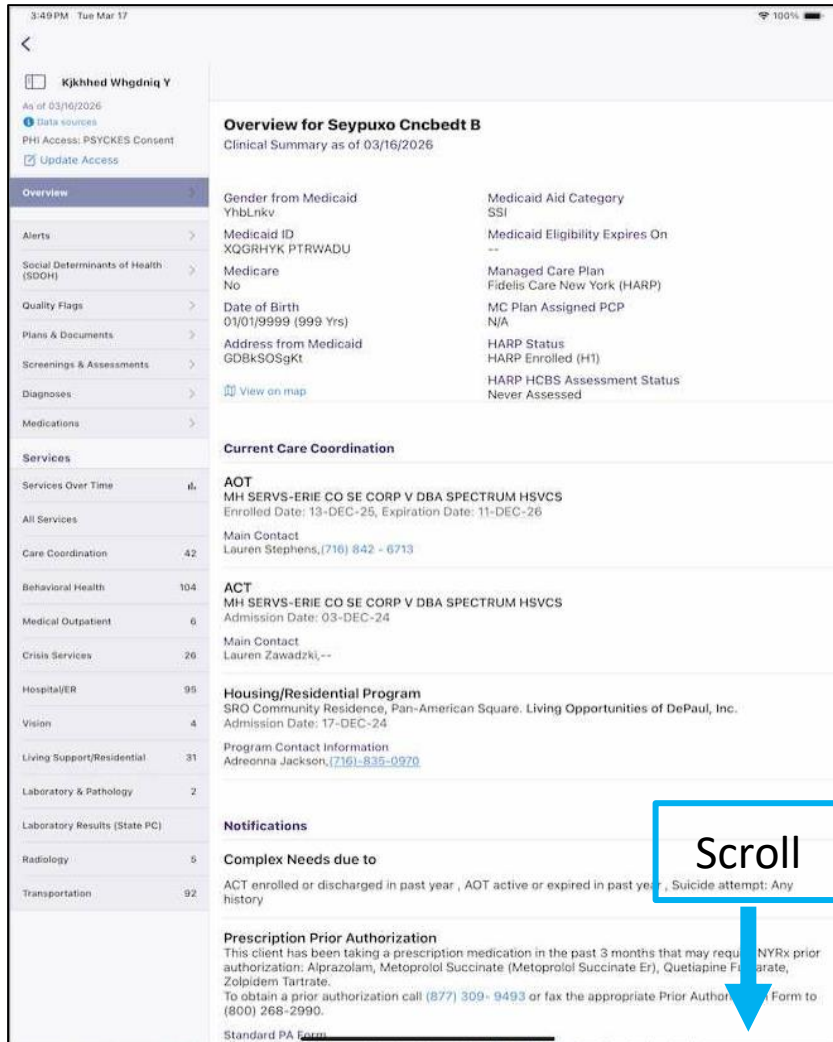 3:49 PM Tue Mar 17
100%
Kjkhhed Whgdniq Y
As of 03/16/2026
Data sources
PHI Access: PSYCKES Consent
Update Access
Overview
Alerts
Social Determinants of Health
(SDOH)
Quality Flags
Plans & Documents
Screenings & Assessments
Diagnoses
Medications
Services
Services Over Time
All Services
Care Coordination 42
Behavioral Health 104
Medical Outpatient 6
Crisis Services 26
Hospital/ER 95
Vision 4
Living Support/Residential 31
Laboratory & Pathology 2
Laboratory Results (State PC)
Radiology 5
Transportation 92
Overview for Seypuxo Cncbedt B
Clinical Summary as of 03/16/2026
Gender from Medicaid
YhbLnkv
Medicaid ID
XQGRHYK PTRWADU
Medicare
No
Date of Birth
01/01/9999 (999 Yrs)
Address from Medicaid
GDBkSOSgKt
View on map
Medicaid Aid Category
SSI
Medicaid Eligibility Expires On
--
Managed Care Plan
Fidelis Care New York (HARP)
MC Plan Assigned PCP
N/A
HARP Status
HARP Enrolled (H1)
HARP HCBS Assessment Status
Never Assessed
Current Care Coordination
AOT
MH SERVS-ERIE CO SE CORP V DBA SPECTRUM HSVCS
Enrolled Date: 13-DEC-25, Expiration Date: 11-DEC-26
Main Contact
Lauren Stephens,(716) 842 - 6713
ACT
MH SERVS-ERIE CO SE CORP V DBA SPECTRUM HSVCS
Admission Date: 03-DEC-24
Main Contact
Lauren Zawadzki,--
Housing/Residential Program
SRO Community Residence, Pan-American Square. Living Opportunities of DePaul, Inc.
Admission Date: 17-DEC-24
Program Contact Information
Adreonna Jackson,(716)-835-0970
Notifications
Complex Needs due to
ACT enrolled or discharged in past year , AOT active or expired in past year , Suicide attempt: Any
history
Prescription Prior Authorization
This client has been taking a prescription medication in the past 3 months that may NYRx prior
authorization: Alprazolam, Metoprolol Succinate (Metoprolol Succinate Er), Quetiapine
Zolpidem Tartrate.
To obtain a prior authorization call (877) 309- 9493 or fax the appropriate Prior Form to
(800) 268-2990.
Standard PA Form
Scroll